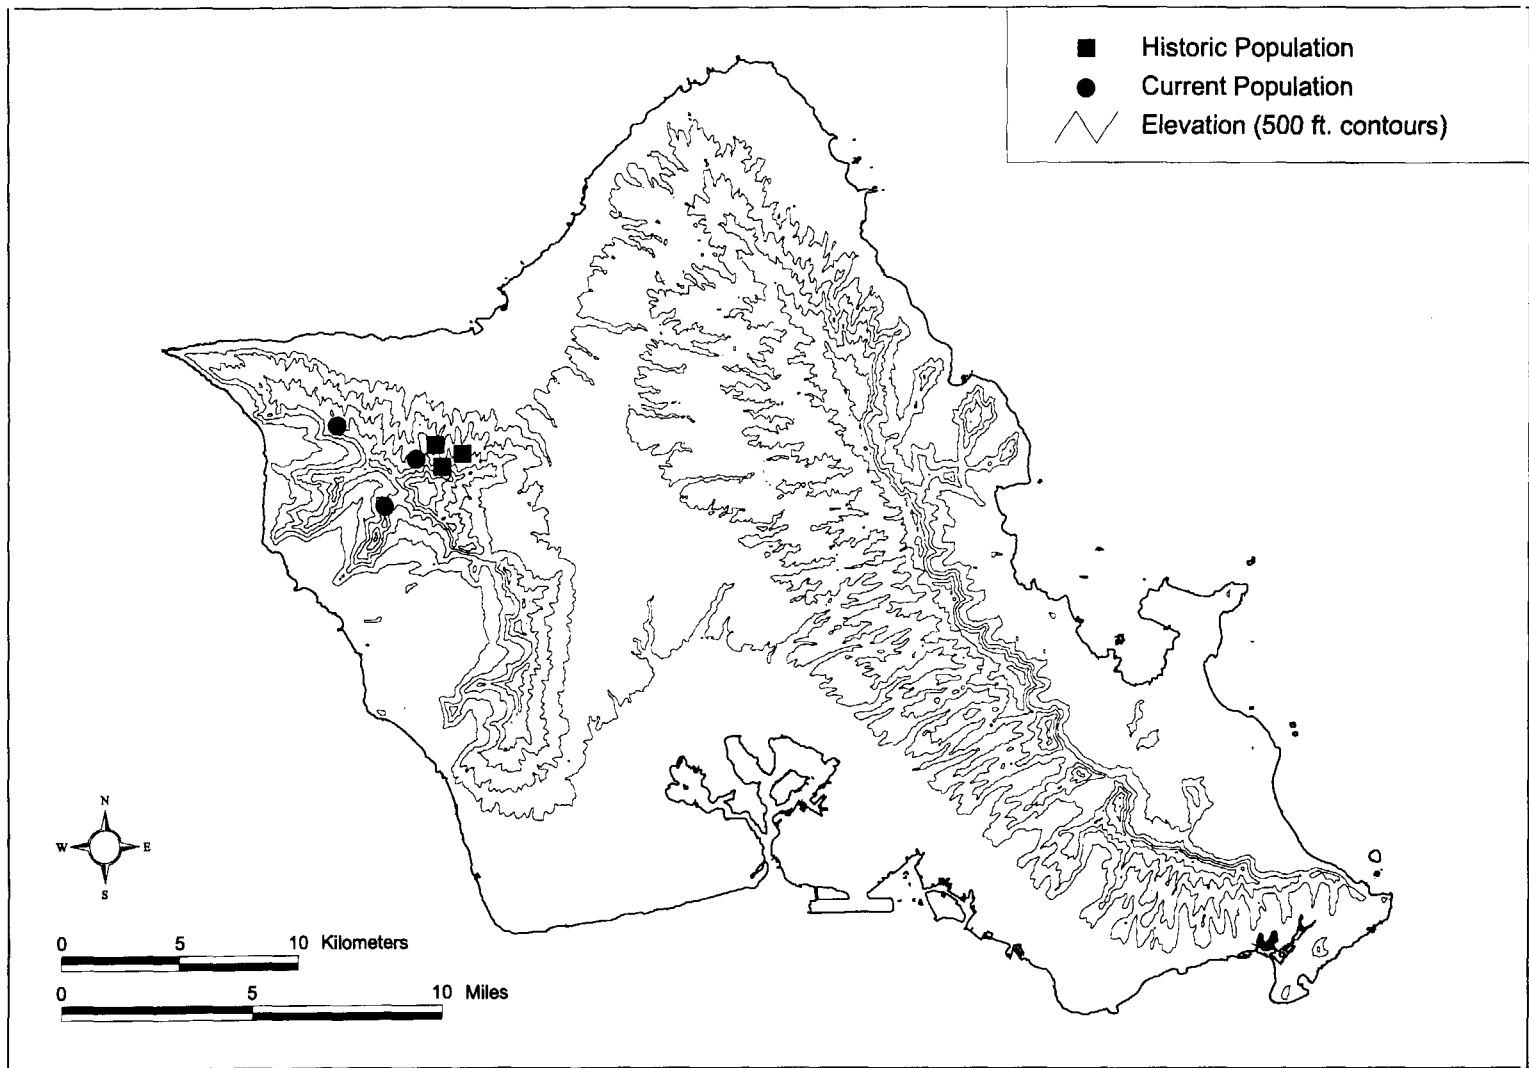 Historic Population
Current Population
Elevation (500 ft. contours)
N
W E
S
0 5 10 Kilometers
0 5 10 Miles